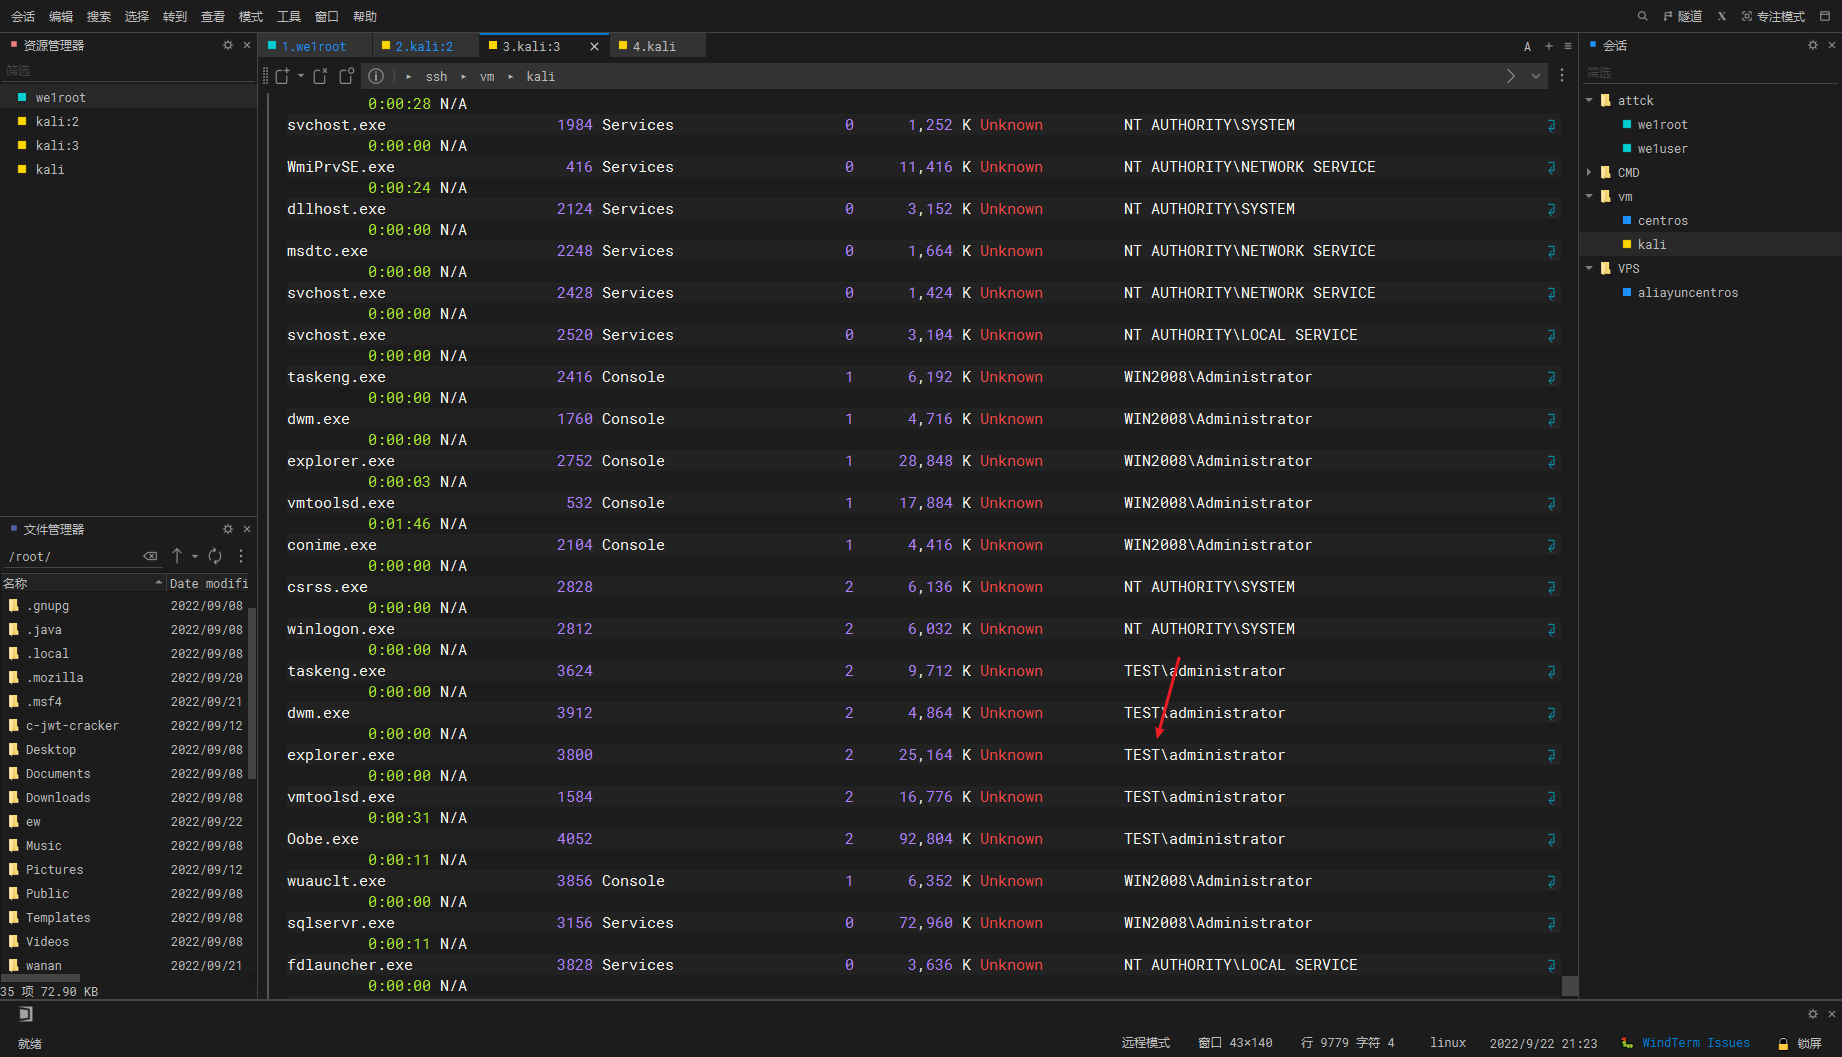 会话 编辑 搜索 选择 转到 查看 模式 工具 窗口 帮助
隧道 X 专注模式
资源管理器
筛选
we1root
kali:2
kali:3
kali
1.we1root 2.kali:2 3.kali:3 4.kali
A
ssh vm kali
0:00:28 N/A
svchost.exe 1984 Services 0 1,252 K Unknown NT AUTHORITY\SYSTEM
0:00:00 N/A
WmiPrvSE.exe 416 Services 0 11,416 K Unknown NT AUTHORITY\NETWORK SERVICE
0:00:24 N/A
dllhost.exe 2124 Services 0 3,152 K Unknown NT AUTHORITY\SYSTEM
0:00:00 N/A
msdtc.exe 2248 Services 0 1,664 K Unknown NT AUTHORITY\NETWORK SERVICE
0:00:00 N/A
svchost.exe 2428 Services 0 1,424 K Unknown NT AUTHORITY\NETWORK SERVICE
0:00:00 N/A
svchost.exe 2520 Services 0 3,104 K Unknown NT AUTHORITY\LOCAL SERVICE
0:00:00 N/A
taskeng.exe 2416 Console 1 6,192 K Unknown WIN2008\Administrator
0:00:00 N/A
dwm.exe 1760 Console 1 4,716 K Unknown WIN2008\Administrator
0:00:00 N/A
explorer.exe 2752 Console 1 28,848 K Unknown WIN2008\Administrator
0:00:03 N/A
vmtoolsd.exe 532 Console 1 17,884 K Unknown WIN2008\Administrator
0:01:46 N/A
conime.exe 2104 Console 1 4,416 K Unknown WIN2008\Administrator
0:00:00 N/A
csrss.exe 2828 2 6,136 K Unknown NT AUTHORITY\SYSTEM
0:00:00 N/A
winlogon.exe 2812 2 6,032 K Unknown NT AUTHORITY\SYSTEM
0:00:00 N/A
taskeng.exe 3624 2 9,712 K Unknown TEST\administrator
0:00:00 N/A
dwm.exe 3912 2 4,864 K Unknown TEST\administrator
0:00:00 N/A
explorer.exe 3800 2 25,164 K Unknown TEST\administrator
0:00:00 N/A
vmtoolsd.exe 1584 2 16,776 K Unknown TEST\administrator
0:00:31 N/A
Oobe.exe 4052 2 92,804 K Unknown TEST\administrator
0:00:11 N/A
wuauclt.exe 3856 Console 1 6,352 K Unknown WIN2008\Administrator
0:00:00 N/A
sqlservr.exe 3156 Services 0 72,960 K Unknown WIN2008\Administrator
0:00:11 N/A
fdlauncher.exe 3828 Services 0 3,636 K Unknown NT AUTHORITY\LOCAL SERVICE
0:00:00 N/A
会话
筛选
attck
we1root
we1user
CMD
vm
centros
kali
VPS
aliayuncentros
文件管理器
/root/
名称 Date modifi
.gnupg 2022/09/08
.java 2022/09/08
.local 2022/09/08
.mozilla 2022/09/20
.msf4 2022/09/21
c-jwt-cracker 2022/09/12
Desktop 2022/09/08
Documents 2022/09/08
Downloads 2022/09/08
ew 2022/09/22
Music 2022/09/08
Pictures 2022/09/12
Public 2022/09/08
Templates 2022/09/08
Videos 2022/09/08
wanan 2022/09/21
35 项 72.90 KB
就绪 远程模式 窗口 43×140 行 9779 字符 4 linux 2022/9/22 21:23 WindTerm Issues 锁屏